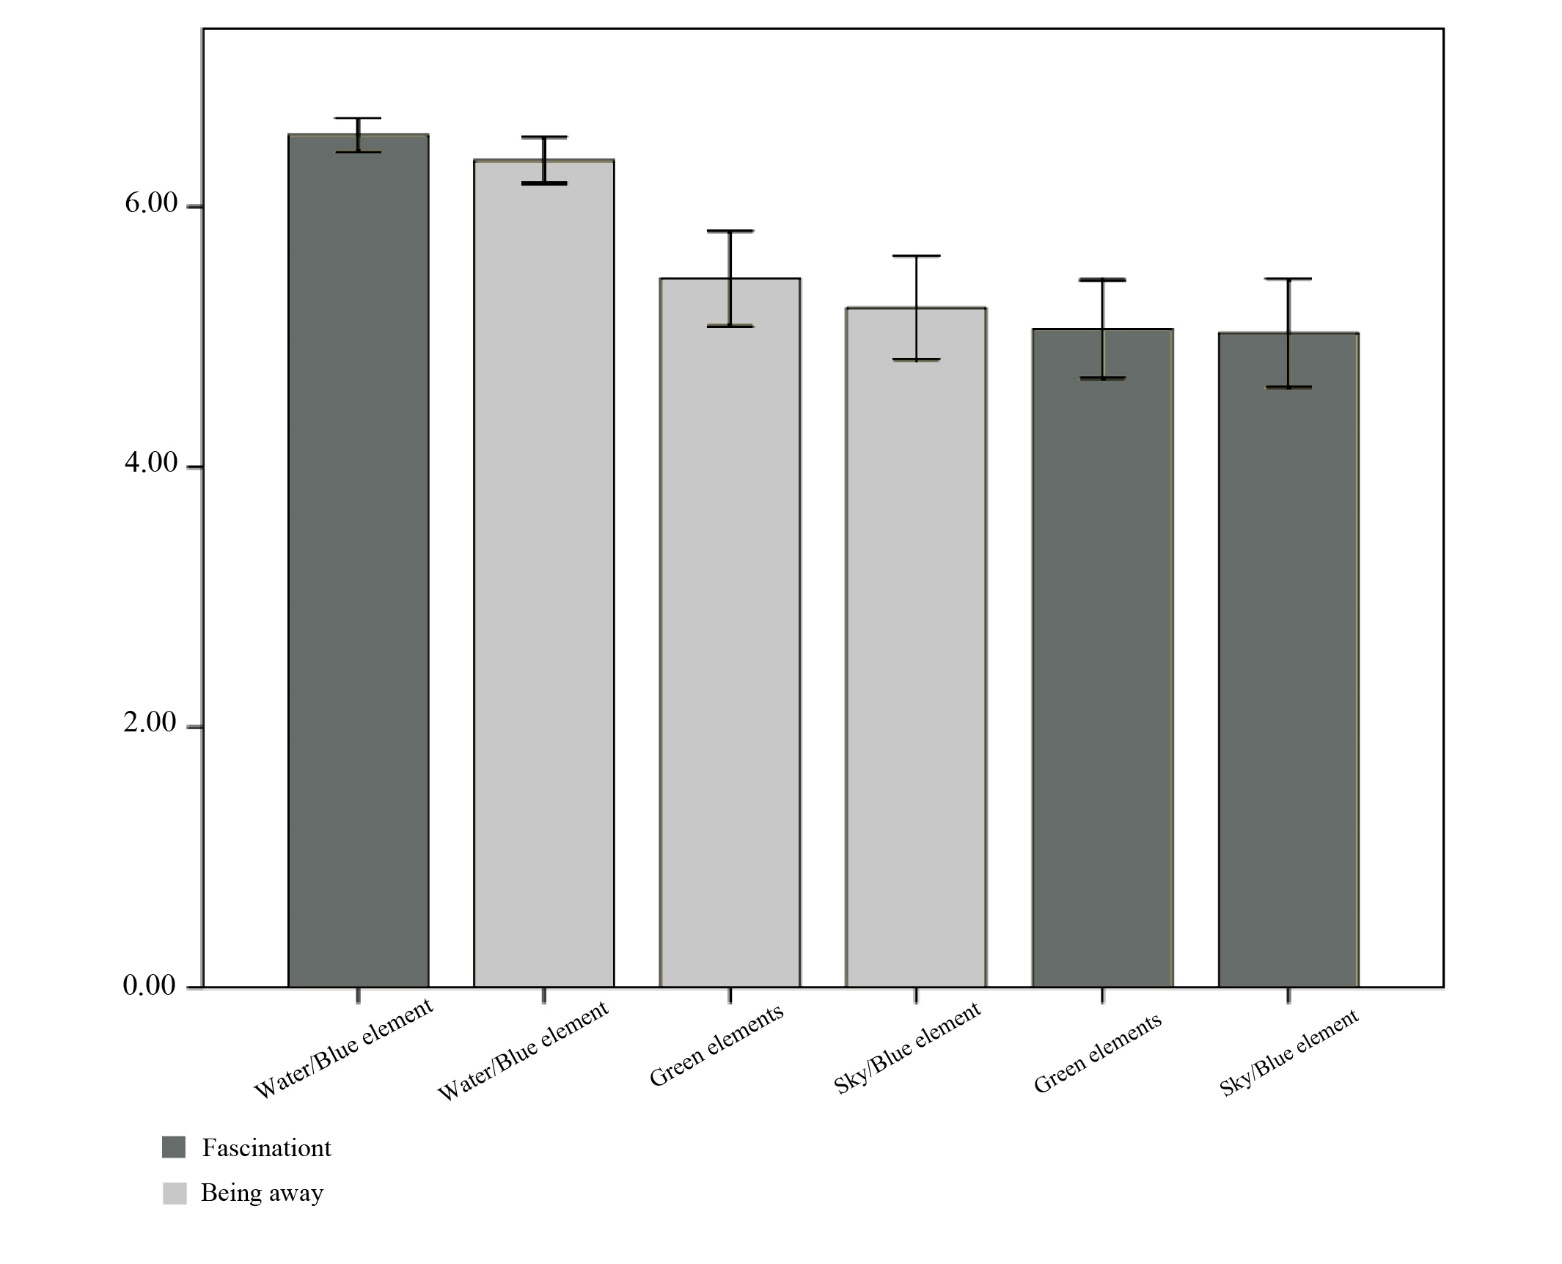 6.00
4.00
2.00
0.00
Water/Blue element
Water/Blue element
Green elements
Sky/Blue element
Green elements
Sky/Blue element
Fascinationt
Being away